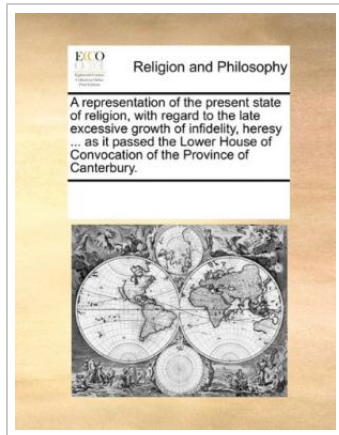 ECCO
Religion and Philosophy
A representation of the present state
of religion, with regard to the late
excessive growth of infidelity, heresy
... as it passed the Lower House of
Convocation of the Province of
Canterbury.